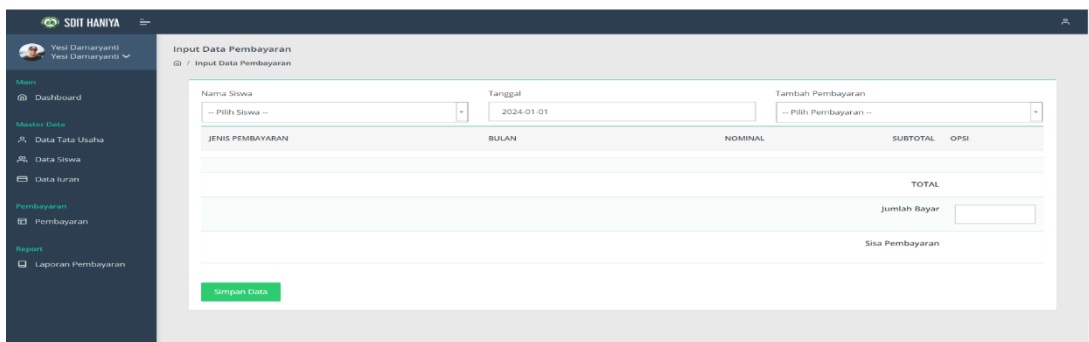 SDIT HANIYA
Yesi Damaryanti
Yesi Damaryanti
Main
Dashboard
Master Data
Data Tata Usaha
Data Siswa
Data Iuran
Pembayaran
Pembayaran
Report
Laporan Pembayaran
Input Data Pembayaran
/ Input Data Pembayaran
Nama Siswa Tanggal Tambah Pembayaran
-- Pilih Siswa -- 2024-01-01 -- Pilih Pembayaran --
JENIS PEMBAYARAN BULAN NOMINAL SUBTOTAL OPSI
TOTAL
Jumlah Bayar
Sisa Pembayaran
Simpan Data